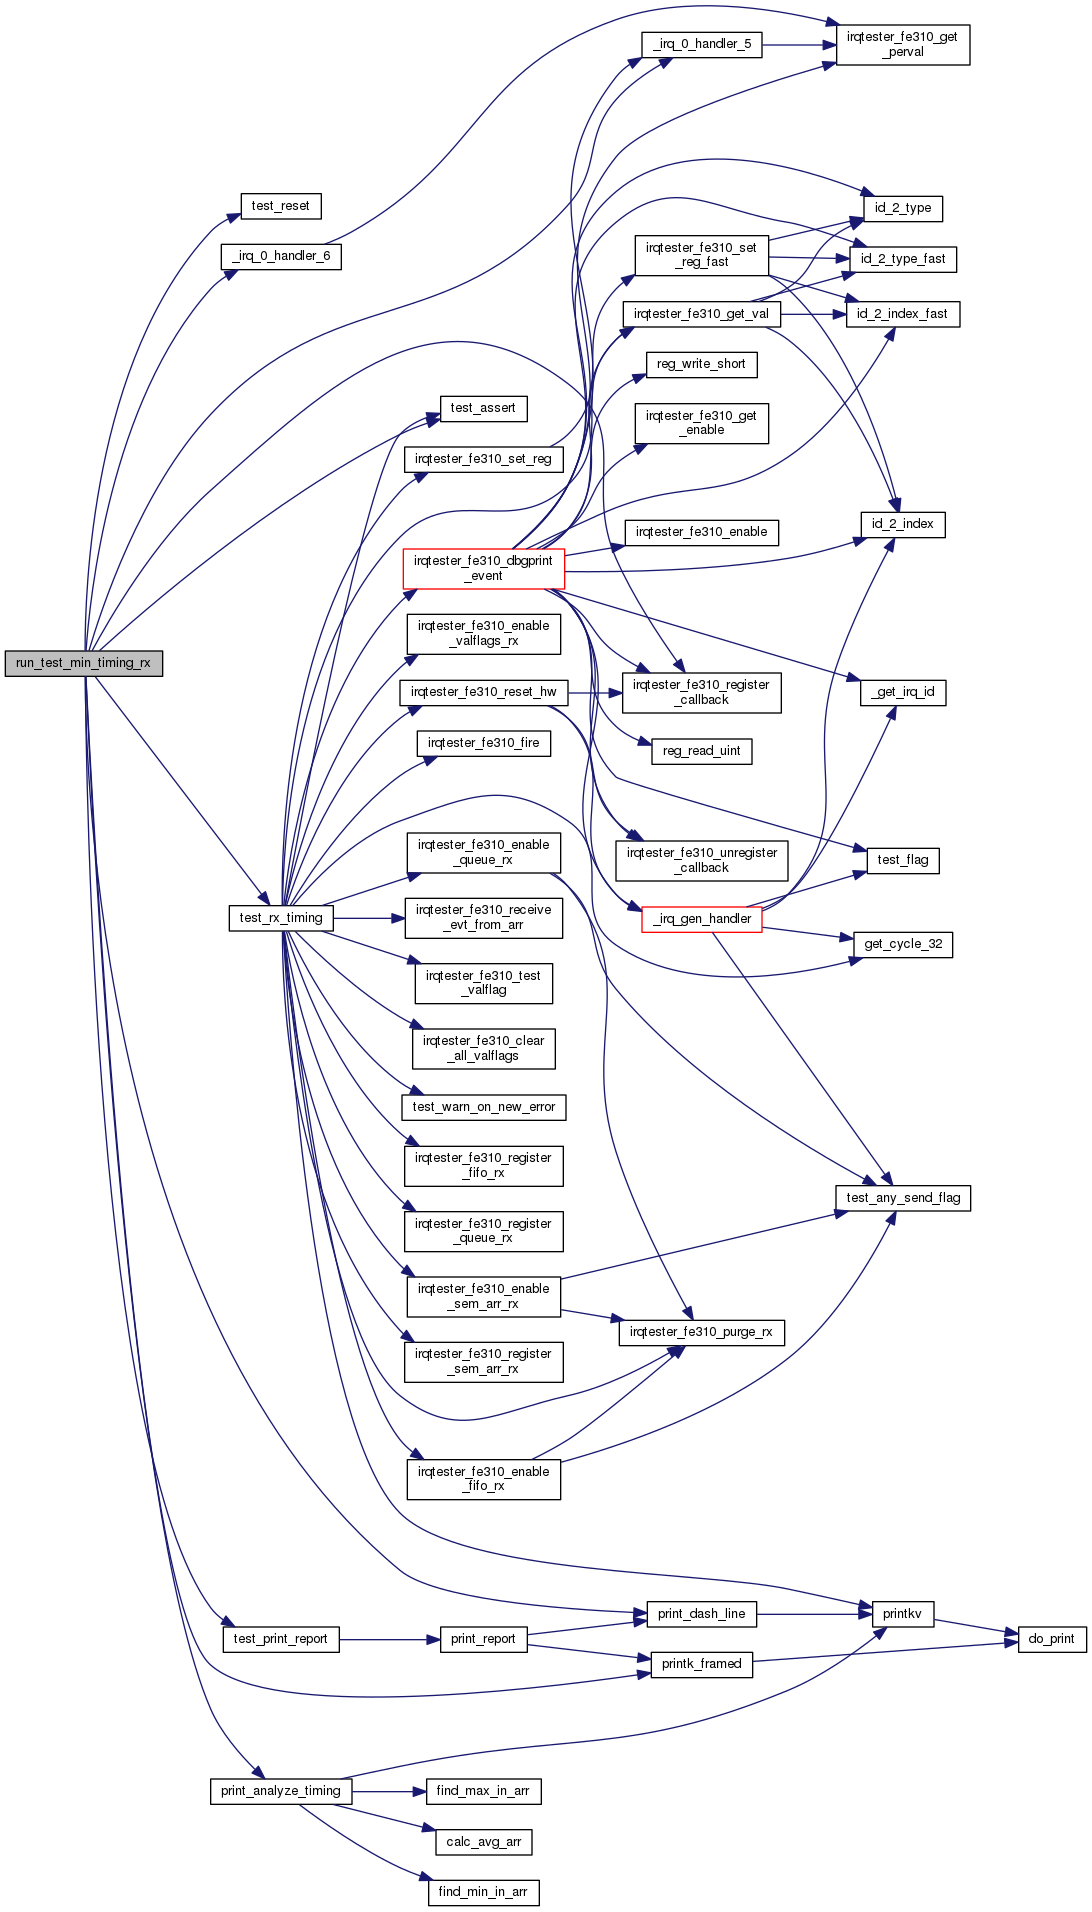 run_test_min_timing_rx
test_reset
_irq_0_handler_6
test_assert
irqtester_fe310_set_reg
irqtester_fe310_dbgprint
_event
irqtester_fe310_enable
_valflags_rx
irqtester_fe310_reset_hw
irqtester_fe310_fire
irqtester_fe310_enable
_queue_rx
test_rx_timing
irqtester_fe310_receive
_evt_from_arr
irqtester_fe310_test
_valflag
irqtester_fe310_clear
_all_valflags
test_warn_on_new_error
irqtester_fe310_register
_fifo_rx
irqtester_fe310_register
_queue_rx
irqtester_fe310_enable
_sem_arr_rx
irqtester_fe310_register
_sem_arr_rx
irqtester_fe310_enable
_fifo_rx
test_print_report
print_report
print_analyze_timing
find_max_in_arr
calc_avg_arr
find_min_in_arr
_irq_0_handler_5
irqtester_fe310_set
_reg_fast
irqtester_fe310_get_val
reg_write_short
irqtester_fe310_get
_enable
irqtester_fe310_enable
irqtester_fe310_register
_callback
reg_read_uint
irqtester_fe310_unregister
_callback
_irq_gen_handler
irqtester_fe310_purge_rx
print_dash_line
printk_framed
irqtester_fe310_get
_perval
id_2_type
id_2_type_fast
id_2_index_fast
id_2_index
_get_irq_id
test_flag
get_cycle_32
test_any_send_flag
printkv
do_print